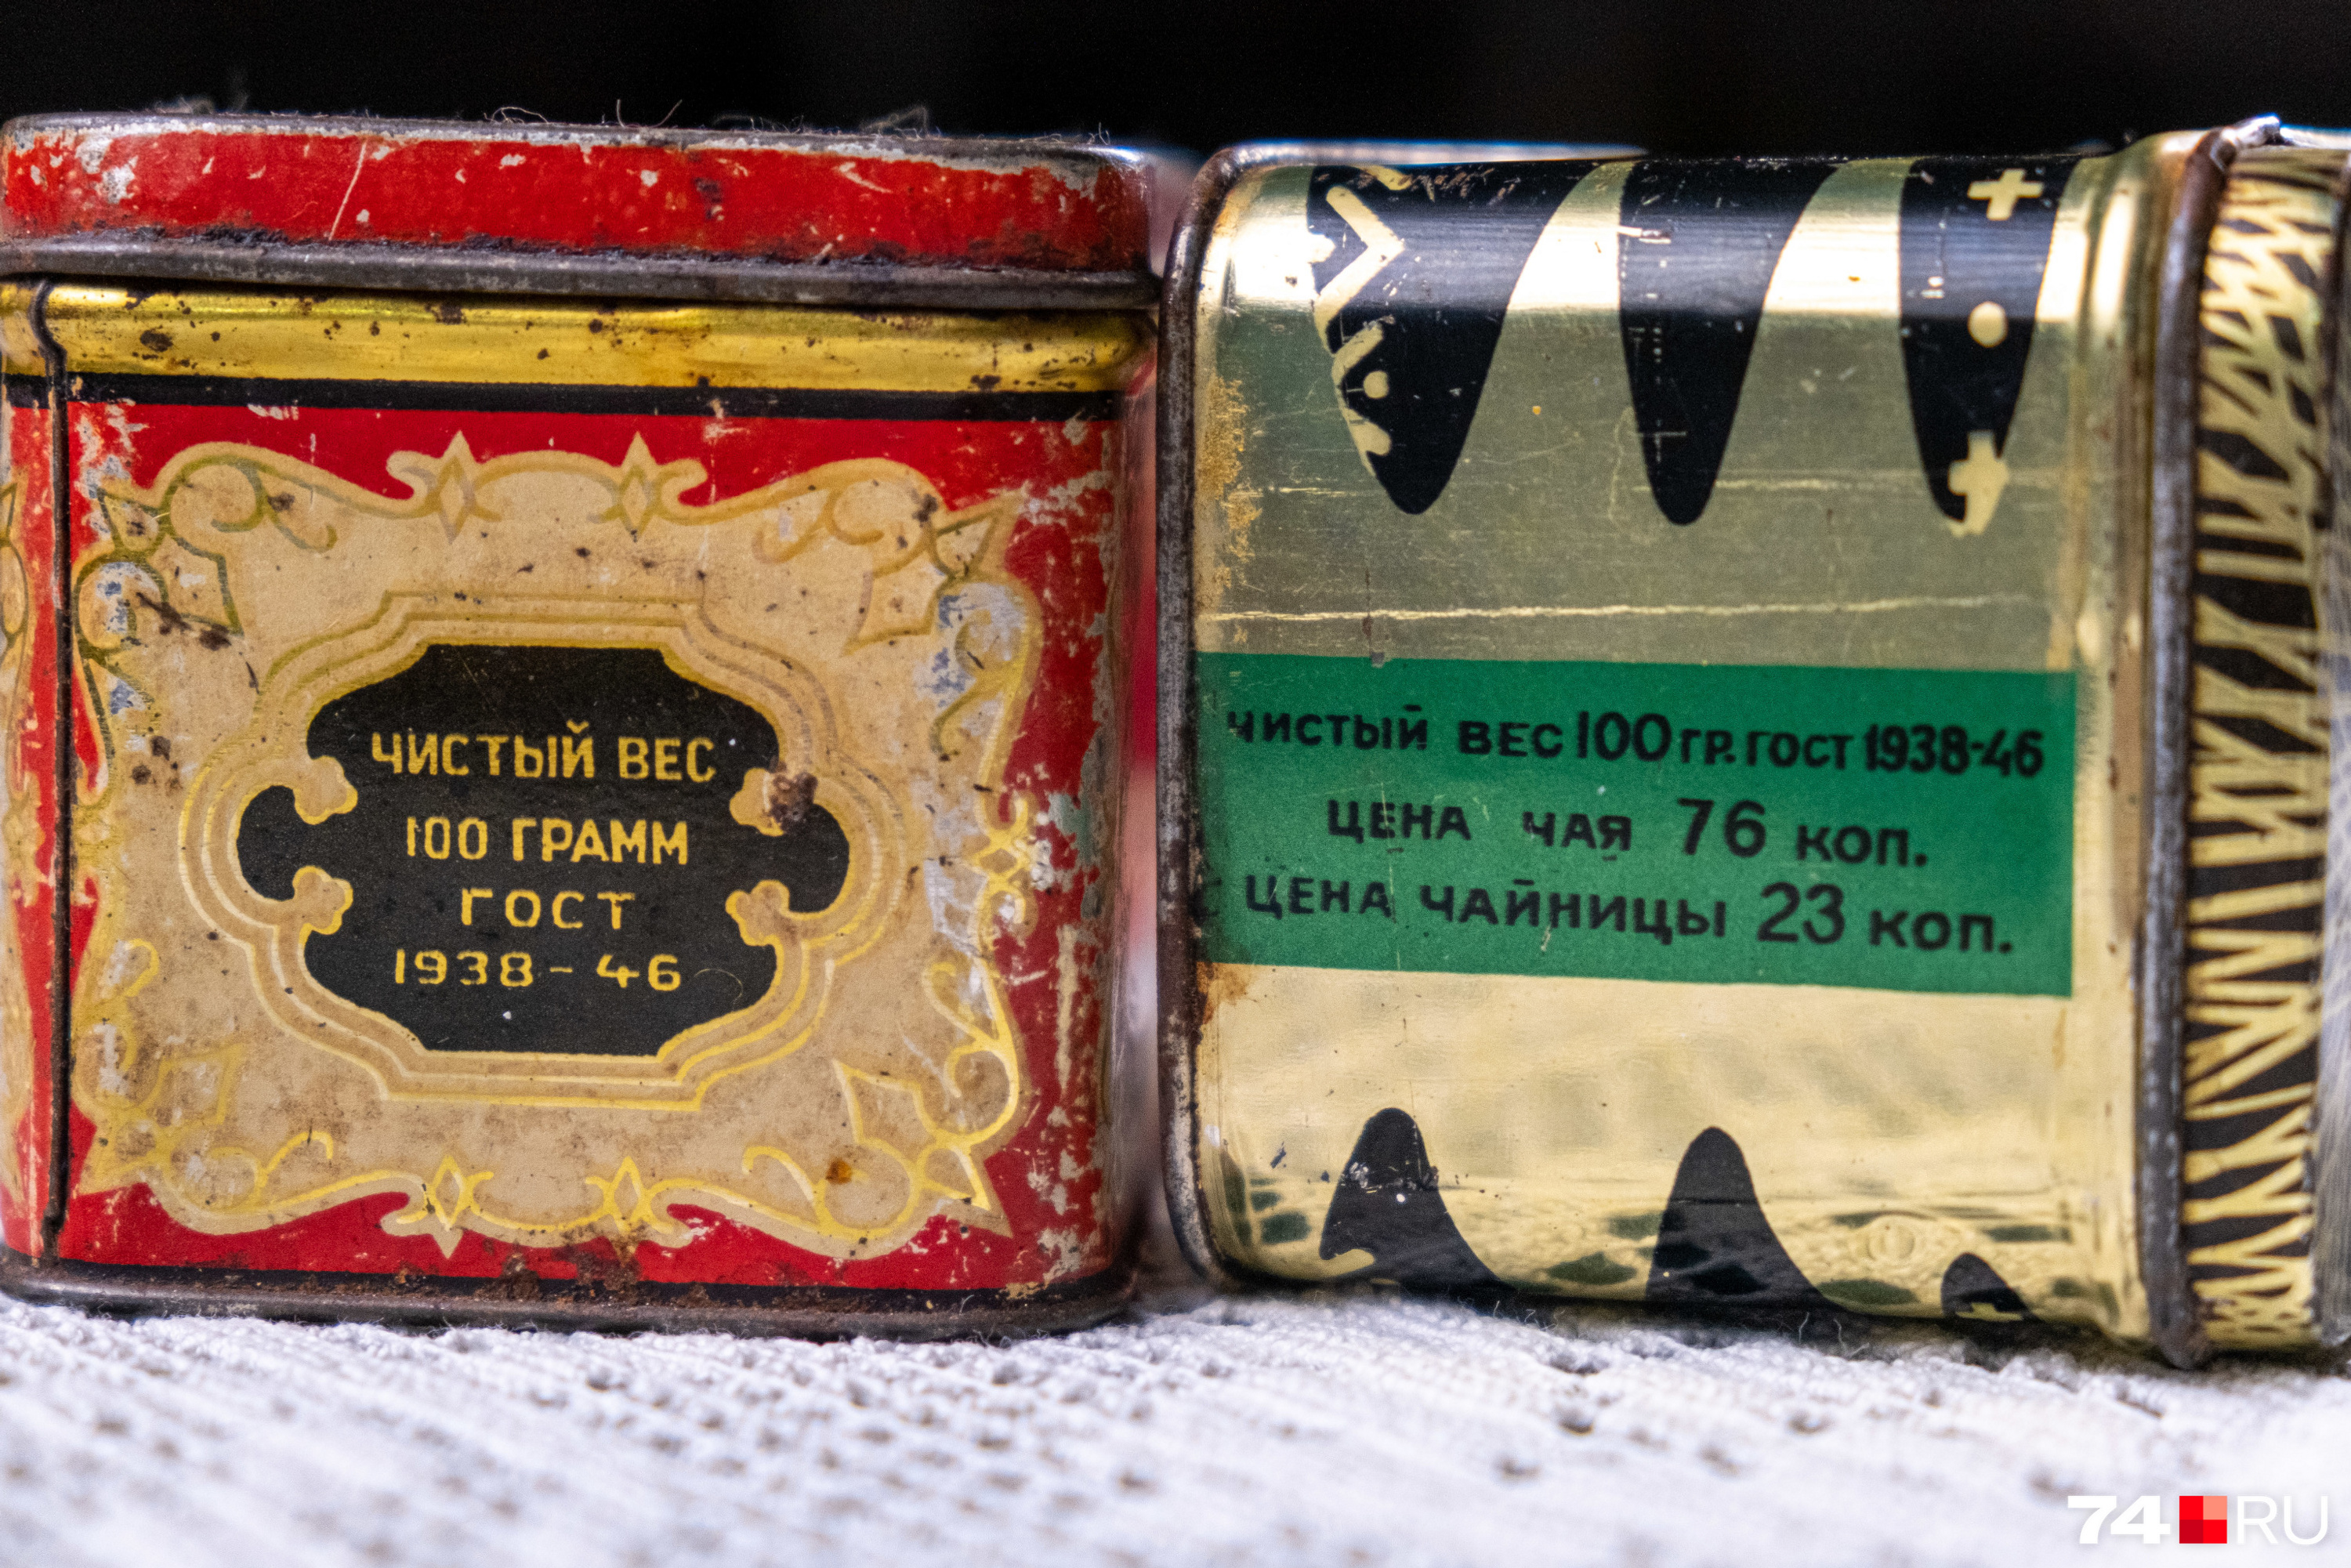 ЧИСТЫЙ ВЕС
100 ГРАММ
ГОСТ
1938-46
ЧИСТЫЙ ВЕС 100 ГР. ГОСТ 1938-46
ЦЕНА ЧАЯ 76 КОП.
ЦЕНА ЧАЙНИЦЫ 23 КОП.
74 RU